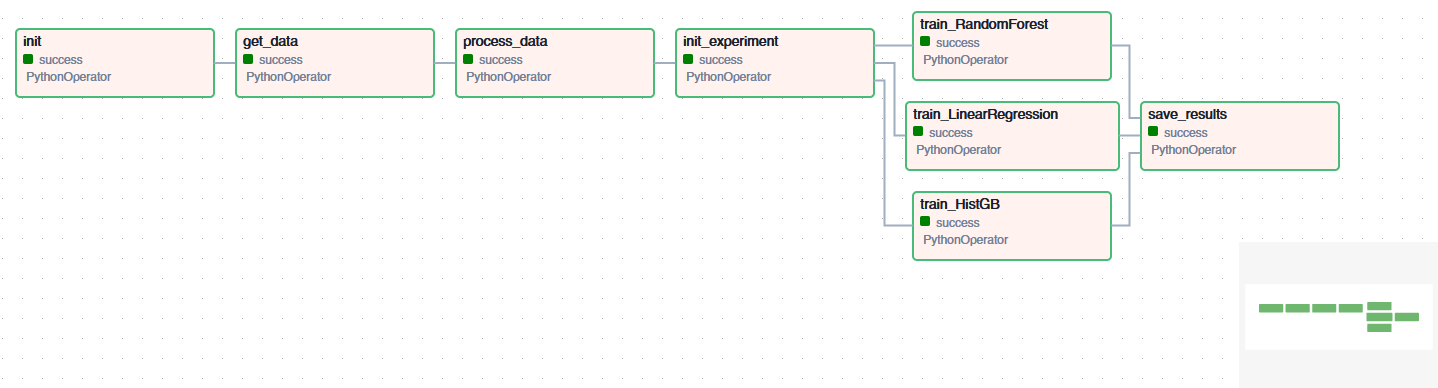 init
success
PythonOperator
get_data
success
PythonOperator
process_data
success
PythonOperator
init_experiment
success
PythonOperator
train_RandomForest
success
PythonOperator
train_LinearRegression
success
PythonOperator
train_HistGB
success
PythonOperator
save_results
success
PythonOperator